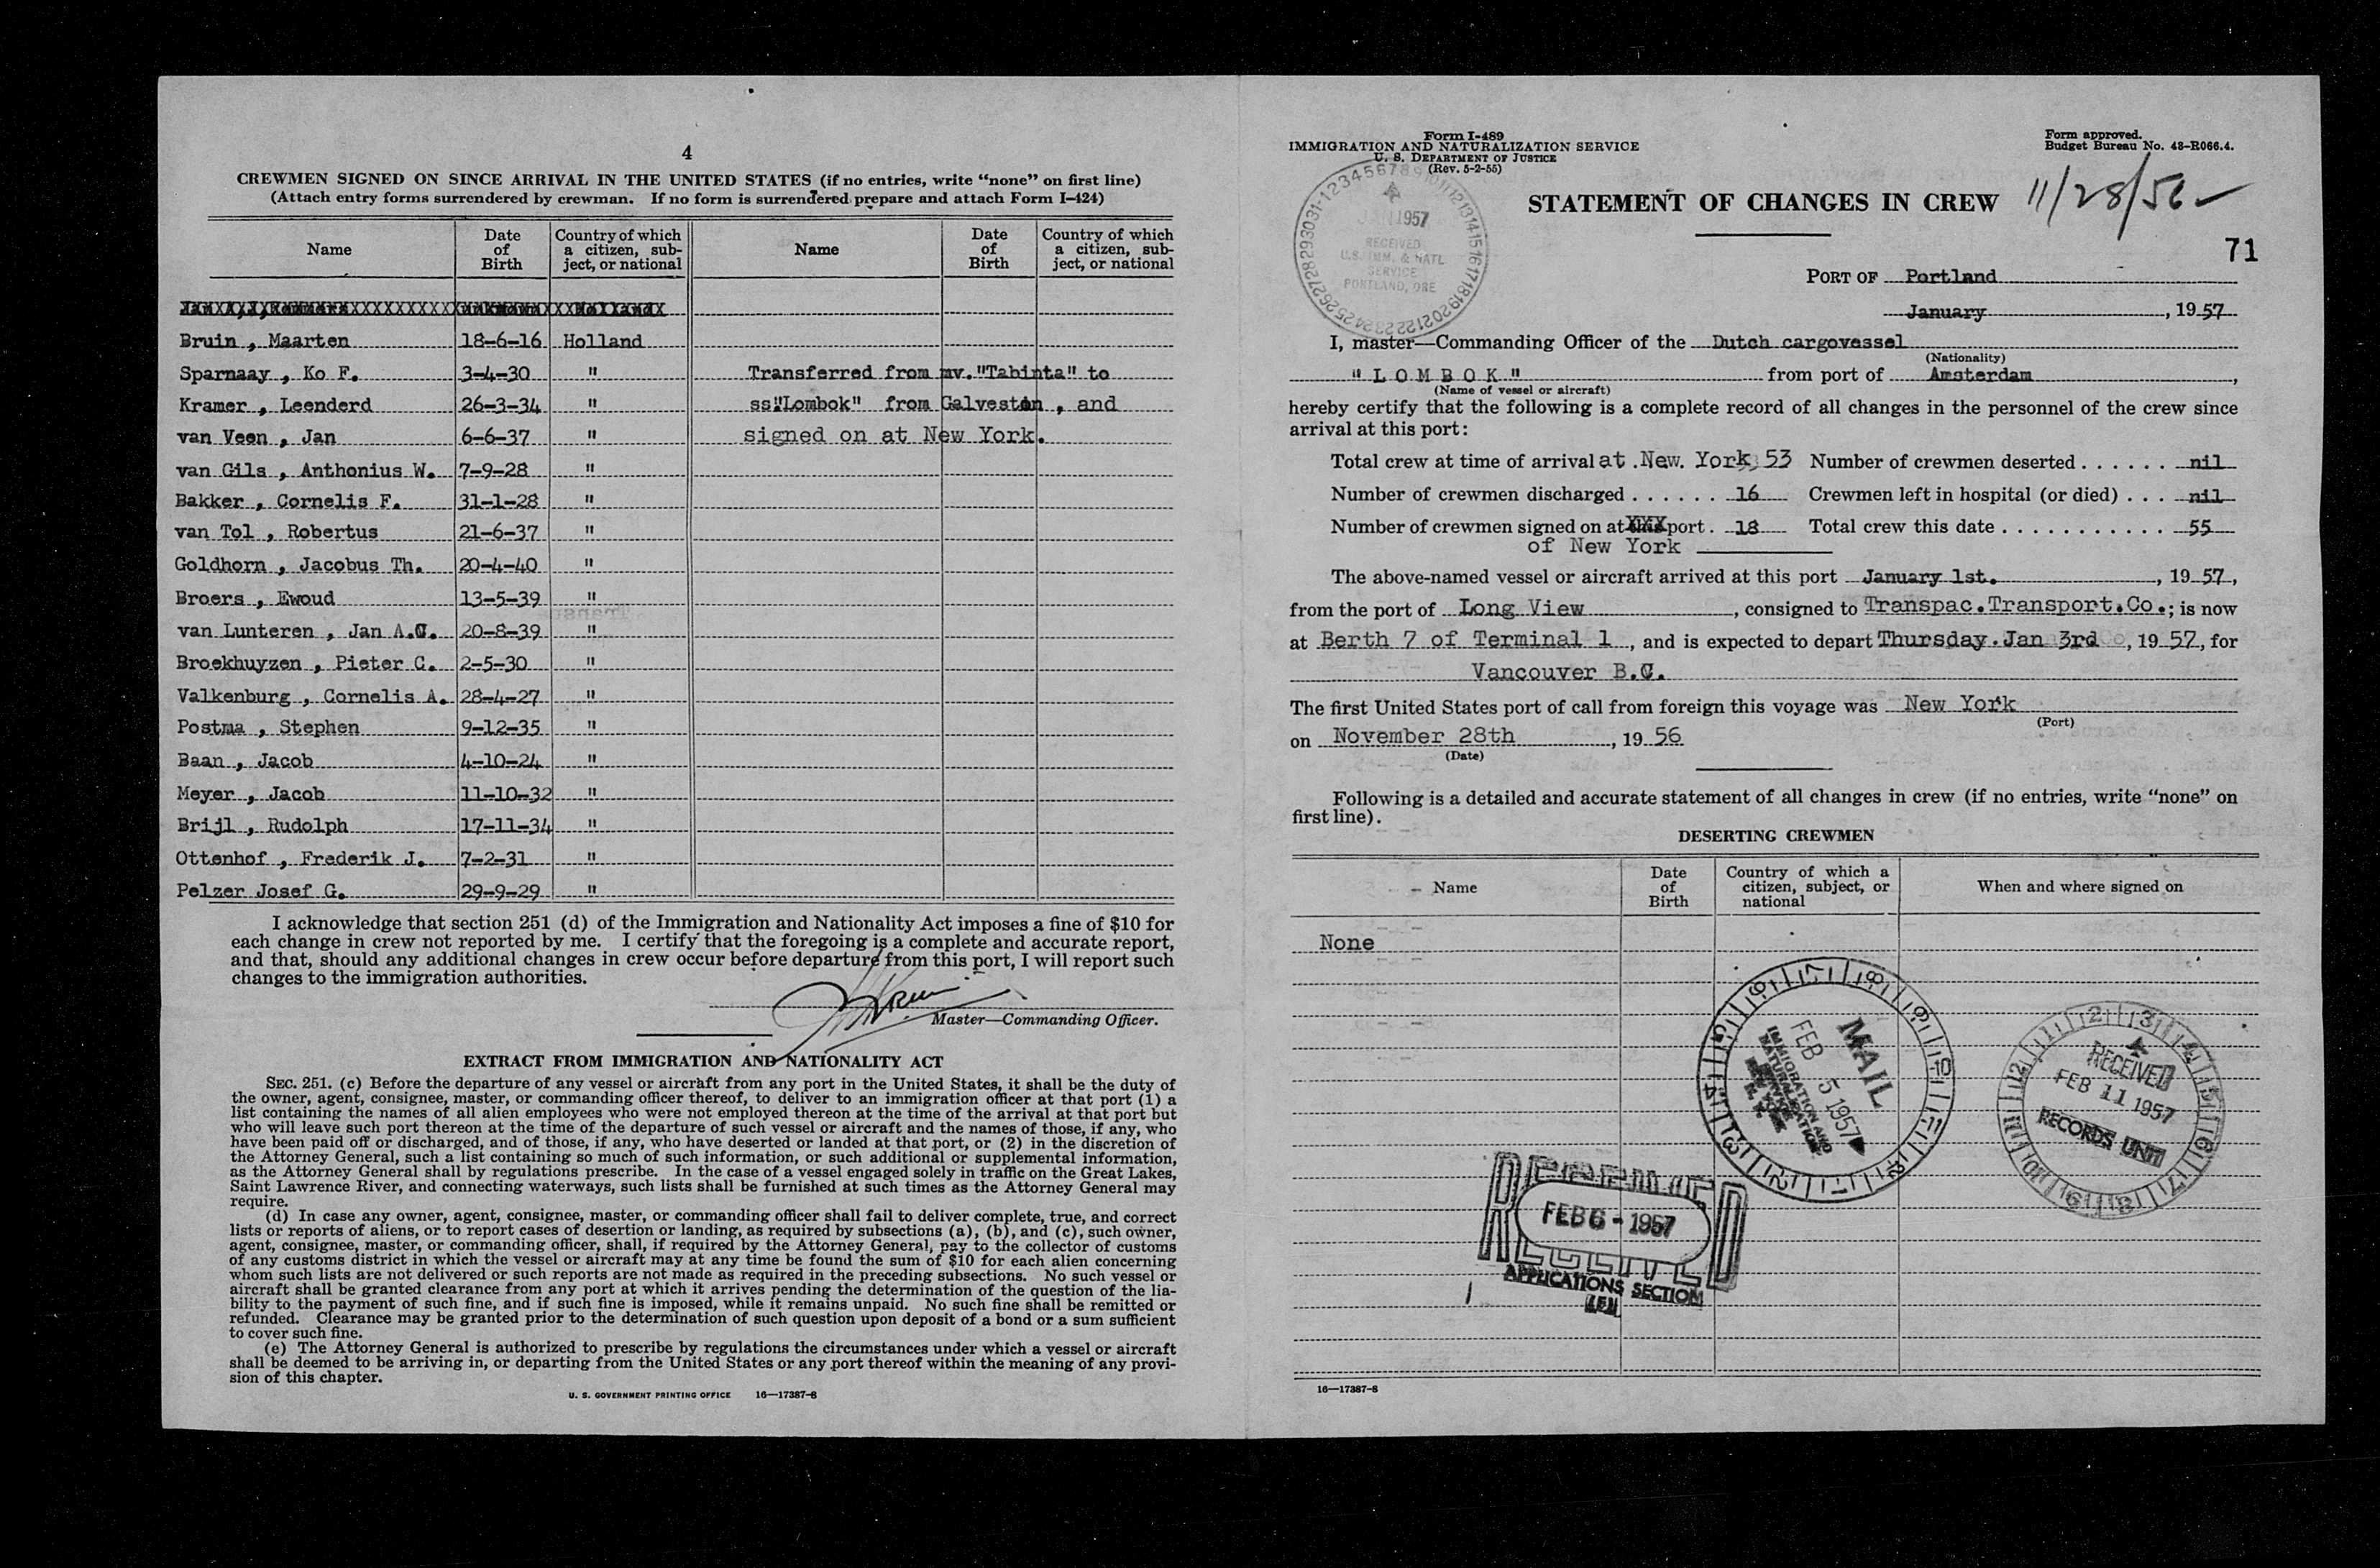 4
CREWMEN SIGNED ON SINCE ARRIVAL IN THE UNITED STATES (if no entries, write “none” on first line)
(Attach entry forms surrendered by crewman. If no form is surrendered prepare and attach Form I–424)
Name Date of Birth Country of which a citizen, subject, or national Name Date of Birth Country of which a citizen, subject, or national
Bruin , Maarten 18-6-16 Holland
Sparnaay , Ko F. 3-4-30 " Transferred from mv."Tabinta" to
Kramer , Leenderd 26-3-34 " ss"Lombok" from Galveston , and
van Veen , Jan 6-6-37 " signed on at New York.
van Gils , Anthonius W. 7-9-28 "
Bakker , Cornelis F. 31-1-28 "
van Tol , Robertus 21-6-37 "
Goldhorn , Jacobus Th. 20-4-40 "
Broers , Ewoud 13-5-39 "
van Lunteren , Jan A.C. 20-8-39 "
Broekhuyzen , Pieter C. 2-5-30 "
Valkenburg , Cornelis A. 28-4-27 "
Postma , Stephen 9-12-35 "
Baan , Jacob 4-10-24 "
Meyer , Jacob 11-10-32 "
Brijl , Rudolph 17-11-34 "
Ottenhof , Frederik J. 7-2-31 "
Pelzer Josef G. 29-9-29 "
I acknowledge that section 251 (d) of the Immigration and Nationality Act imposes a fine of $10 for
each change in crew not reported by me. I certify that the foregoing is a complete and accurate report,
and that, should any additional changes in crew occur before departure from this port, I will report such
changes to the immigration authorities.
Master—Commanding Officer.
EXTRACT FROM IMMIGRATION AND NATIONALITY ACT
SEC. 251. (c) Before the departure of any vessel or aircraft from any port in the United States, it shall be the duty of
the owner, agent, consignee, master, or commanding officer thereof, to deliver to an immigration officer at that port (1) a
list containing the names of all alien employees who were not employed thereon at the time of the arrival at that port but
who will leave such port thereon at the time of the departure of such vessel or aircraft and the names of those, if any, who
have been paid off or discharged, and of those, if any, who have deserted or landed at that port, or (2) in the discretion of
the Attorney General, such a list containing so much of such information, or such additional or supplemental information,
as the Attorney General shall by regulations prescribe. In the case of a vessel engaged solely in traffic on the Great Lakes,
Saint Lawrence River, and connecting waterways, such lists shall be furnished at such times as the Attorney General may
require.
(d) In case any owner, agent, consignee, master, or commanding officer shall fail to deliver complete, true, and correct
lists or reports of aliens, or to report cases of desertion or landing, as required by subsections (a), (b), and (c), such owner,
agent, consignee, master, or commanding officer, shall, if required by the Attorney General, pay to the collector of customs
of any customs district in which the vessel or aircraft may at any time be found the sum of $10 for each alien concerning
whom such lists are not delivered or such reports are not made as required in the preceding subsections. No such vessel or
aircraft shall be granted clearance from any port at which it arrives pending the determination of the question of the lia-
bility to the payment of such fine, and if such fine is imposed, while it remains unpaid. No such fine shall be remitted or
refunded. Clearance may be granted prior to the determination of such question upon deposit of a bond or a sum sufficient
to cover such fine.
(e) The Attorney General is authorized to prescribe by regulations the circumstances under which a vessel or aircraft
shall be deemed to be arriving in, or departing from the United States or any port thereof within the meaning of any provi-
sion of this chapter.
U. S. GOVERNMENT PRINTING OFFICE 16—17387-8
Form I-489
IMMIGRATION AND NATURALIZATION SERVICE
U. S. DEPARTMENT OF JUSTICE
(Rev. 5-2-55)
Form approved.
Budget Bureau No. 43-R066.4.
JAN 1957
RECEIVED
U.S. IMM. & NATL
SERVICE
PORTLAND, ORE
STATEMENT OF CHANGES IN CREW 11/28/56
71
PORT OF Portland
January , 19 57
I, master—Commanding Officer of the Dutch cargovessel
(Nationality)
" L O M B O K " from port of Amsterdam ,
(Name of vessel or aircraft)
hereby certify that the following is a complete record of all changes in the personnel of the crew since
arrival at this port:
Total crew at time of arrival at New York, 53 Number of crewmen deserted . . . . . . nil
Number of crewmen discharged . . . . . . 16 Crewmen left in hospital (or died) . . . nil
Number of crewmen signed on at port . 18 Total crew this date . . . . . . . . . . . 55
of New York
The above-named vessel or aircraft arrived at this port January 1st. , 19 57,
from the port of Long View , consigned to Transpac.Transport.Co.; is now
at Berth 7 of Terminal 1 , and is expected to depart Thursday.Jan 3rd , 19 57, for
Vancouver B.C.
The first United States port of call from foreign this voyage was New York
(Port)
on November 28th , 19 56
(Date)
Following is a detailed and accurate statement of all changes in crew (if no entries, write “none” on
first line).
DESERTING CREWMEN
Name Date of Birth Country of which a citizen, subject, or national When and where signed on
None
MAIL
FEB 5 1957
IMMIGRATION AND
NATURALIZATION
SERVICE
RECEIVED
FEB 11 1957
RECORDS UNIT
RECEIVED
FEB 6 - 1957
APPLICATIONS SECTION
16—17387-8